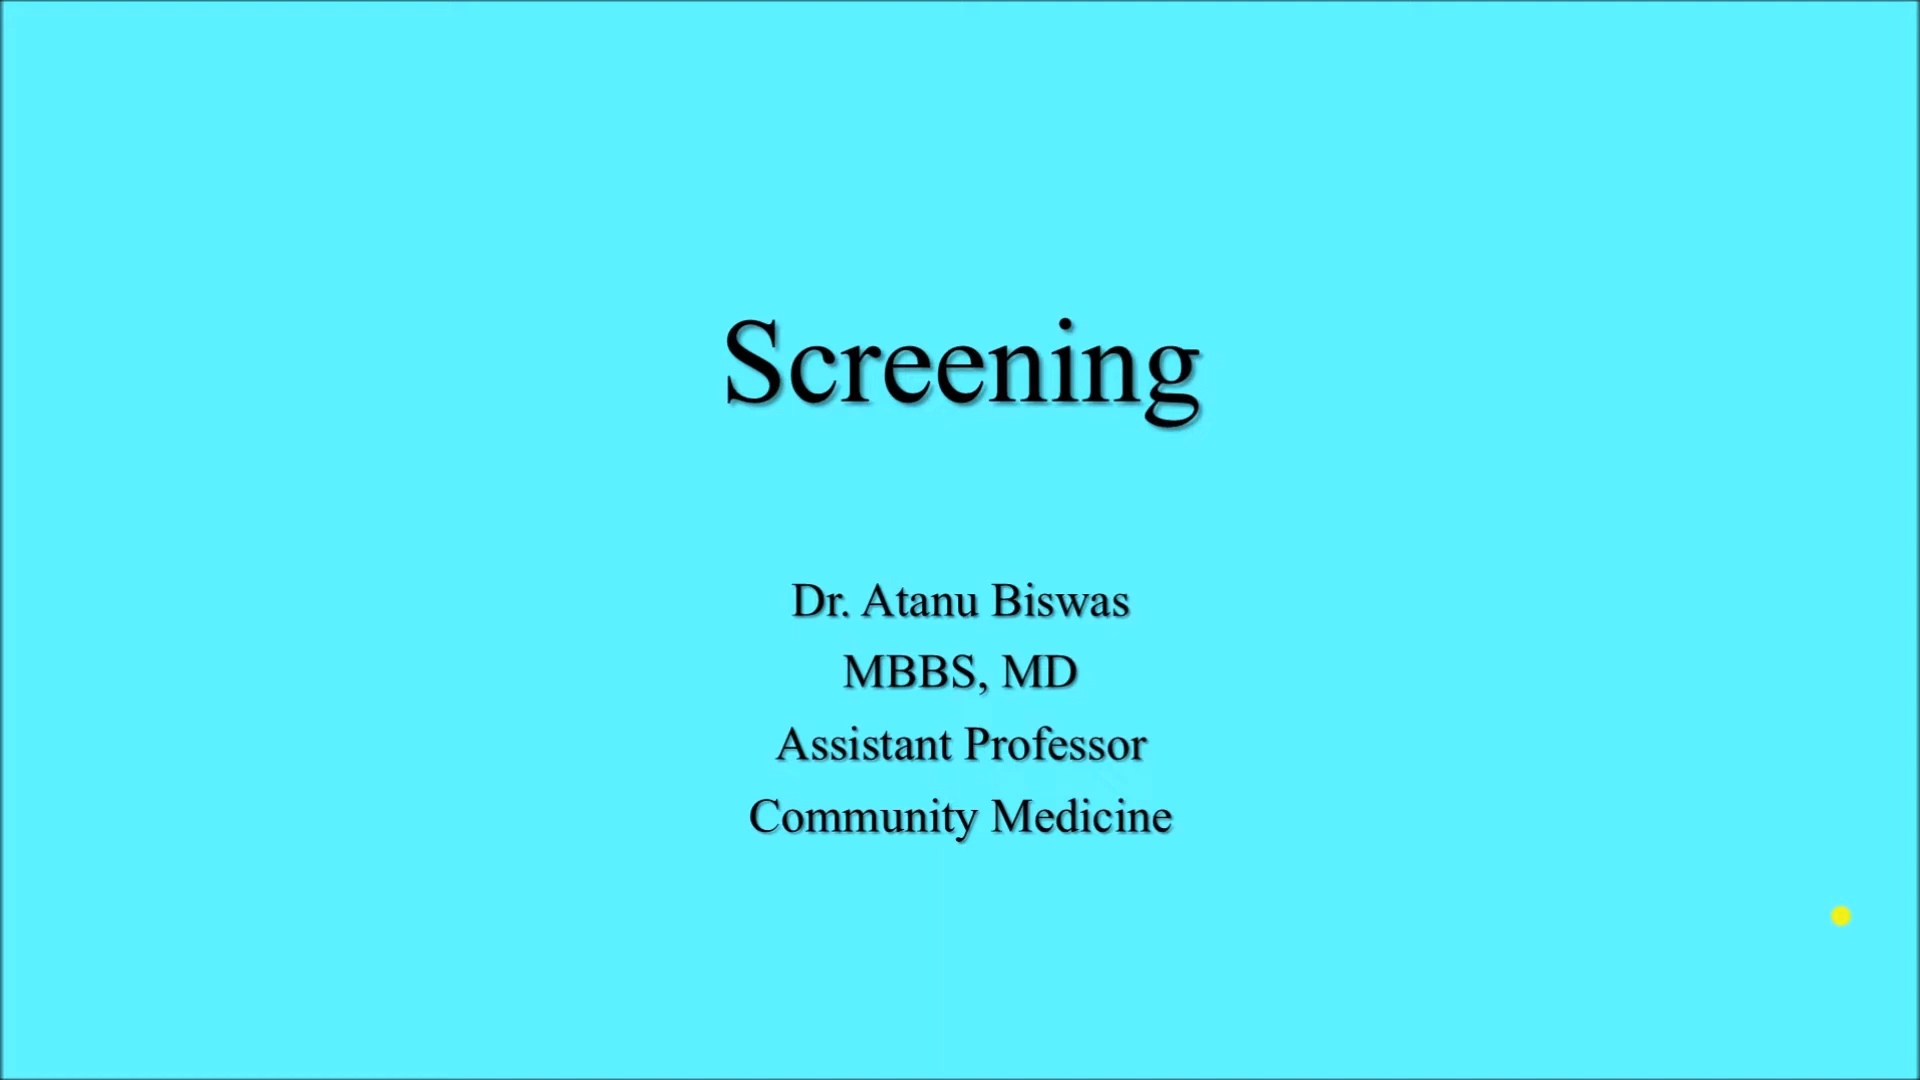 Screening
Dr. Atanu Biswas
MBBS, MD
Assistant Professor
Community Medicine